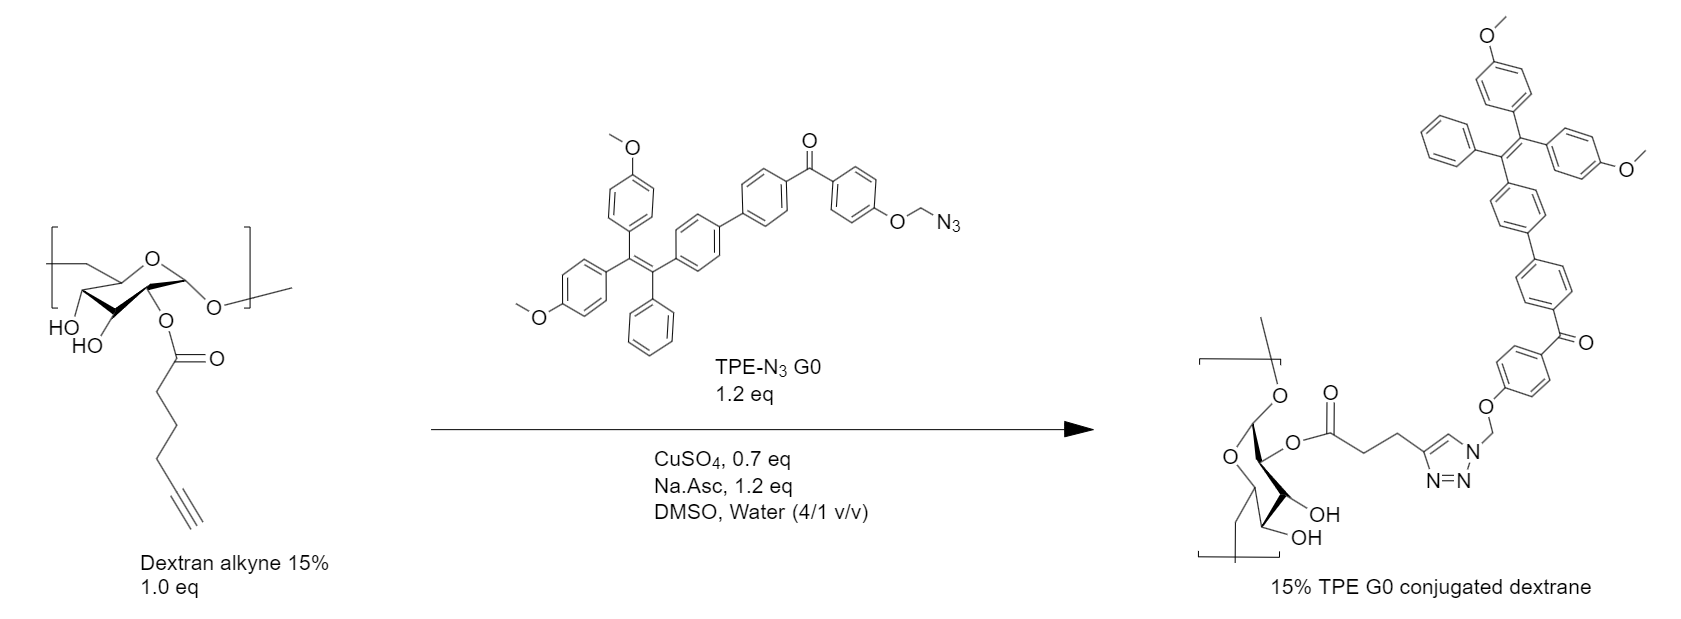 O
O
HO
HO
O
O
Dextran alkyne 15%
1.0 eq
O
O
O
O
N3
TPE-N3 G0
1.2 eq
CuSO4, 0.7 eq
Na.Asc, 1.2 eq
DMSO, Water (4/1 v/v)
O
O
O
O
O
O
O
O
N
N=N
OH
OH
15% TPE G0 conjugated dextrane